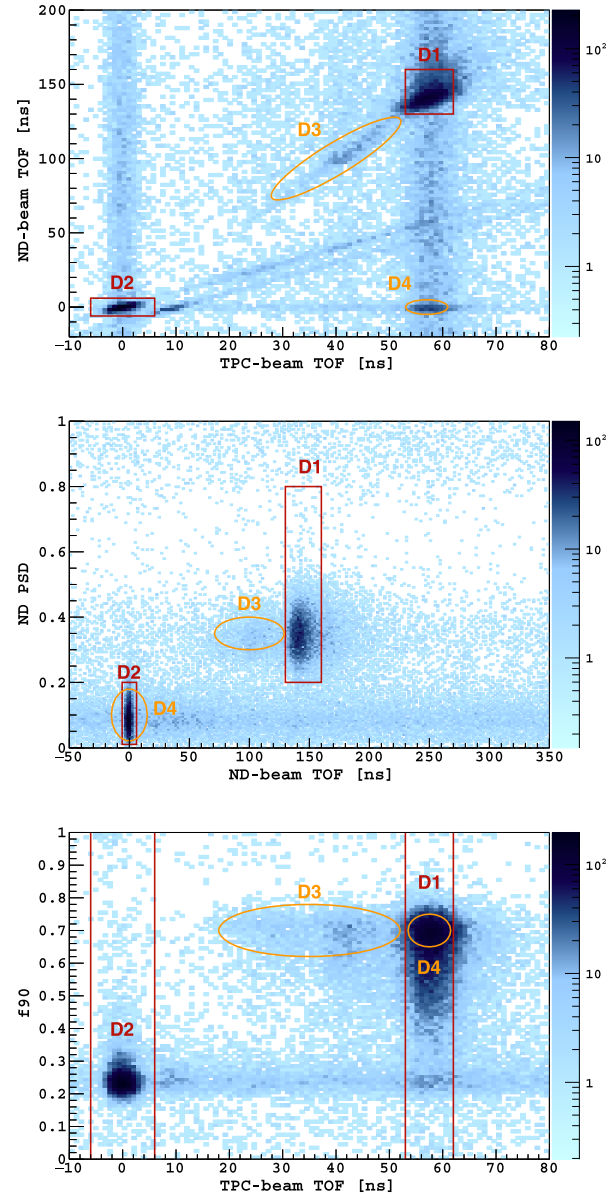 200
150
100
50
0
ND-beam TOF [ns]
D1
D3
D2
D4
−10 0 10 20 30 40 50 60 70 80
TPC-beam TOF [ns]
10²
10
1
1
0.8
0.6
0.4
0.2
0
ND PSD
D1
D3
D2
D4
−50 0 50 100 150 200 250 300 350
ND-beam TOF [ns]
10²
10
1
1
0.9
0.8
0.7
0.6
0.5
0.4
0.3
0.2
0.1
0
f90
D3
D1
D4
D2
−10 0 10 20 30 40 50 60 70 80
TPC-beam TOF [ns]
10²
10
1